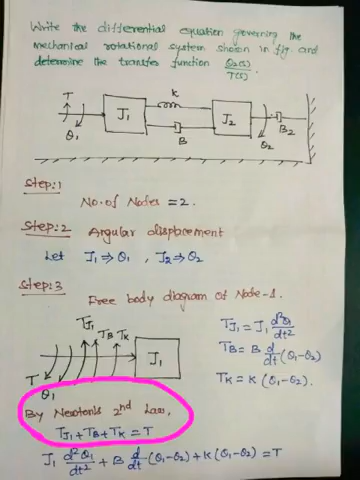 Write the differential equation governing the
mechanical rotational system shown in fig. and
determine the transfer function θ2(s)/T(s).
T
θ1
J1
K
B
J2
θ2
B2
Step:1
No. of Nodes = 2.
Step:2 Angular displacement
Let J1 ⇒ θ1 , J2 ⇒ θ2
Step:3
Free body diagram of Node-1.
TJ1 TB TK
J1
T
θ1
TJ1 = J1 d²θ1/dt²
TB = B d/dt (θ1-θ2)
TK = K (θ1-θ2).
By Newton's 2nd Law,
TJ1 + TB + TK = T
J1 d²θ1/dt² + B d/dt (θ1-θ2) + K (θ1-θ2) = T